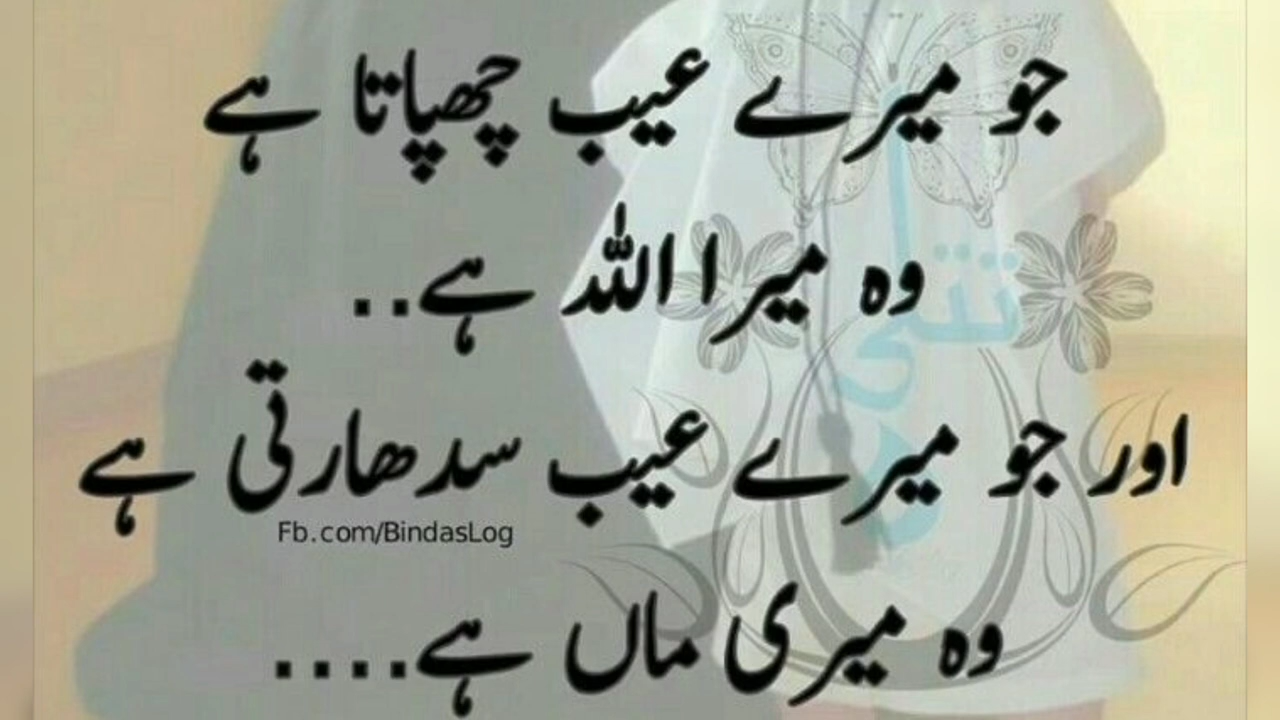 جو میرے عیب چھپاتا ہے
وہ میرا اللہ ہے..
اور جو میرے عیب سدھارتی ہے
Fb.com/BindasLog
وہ میری ماں ہے....